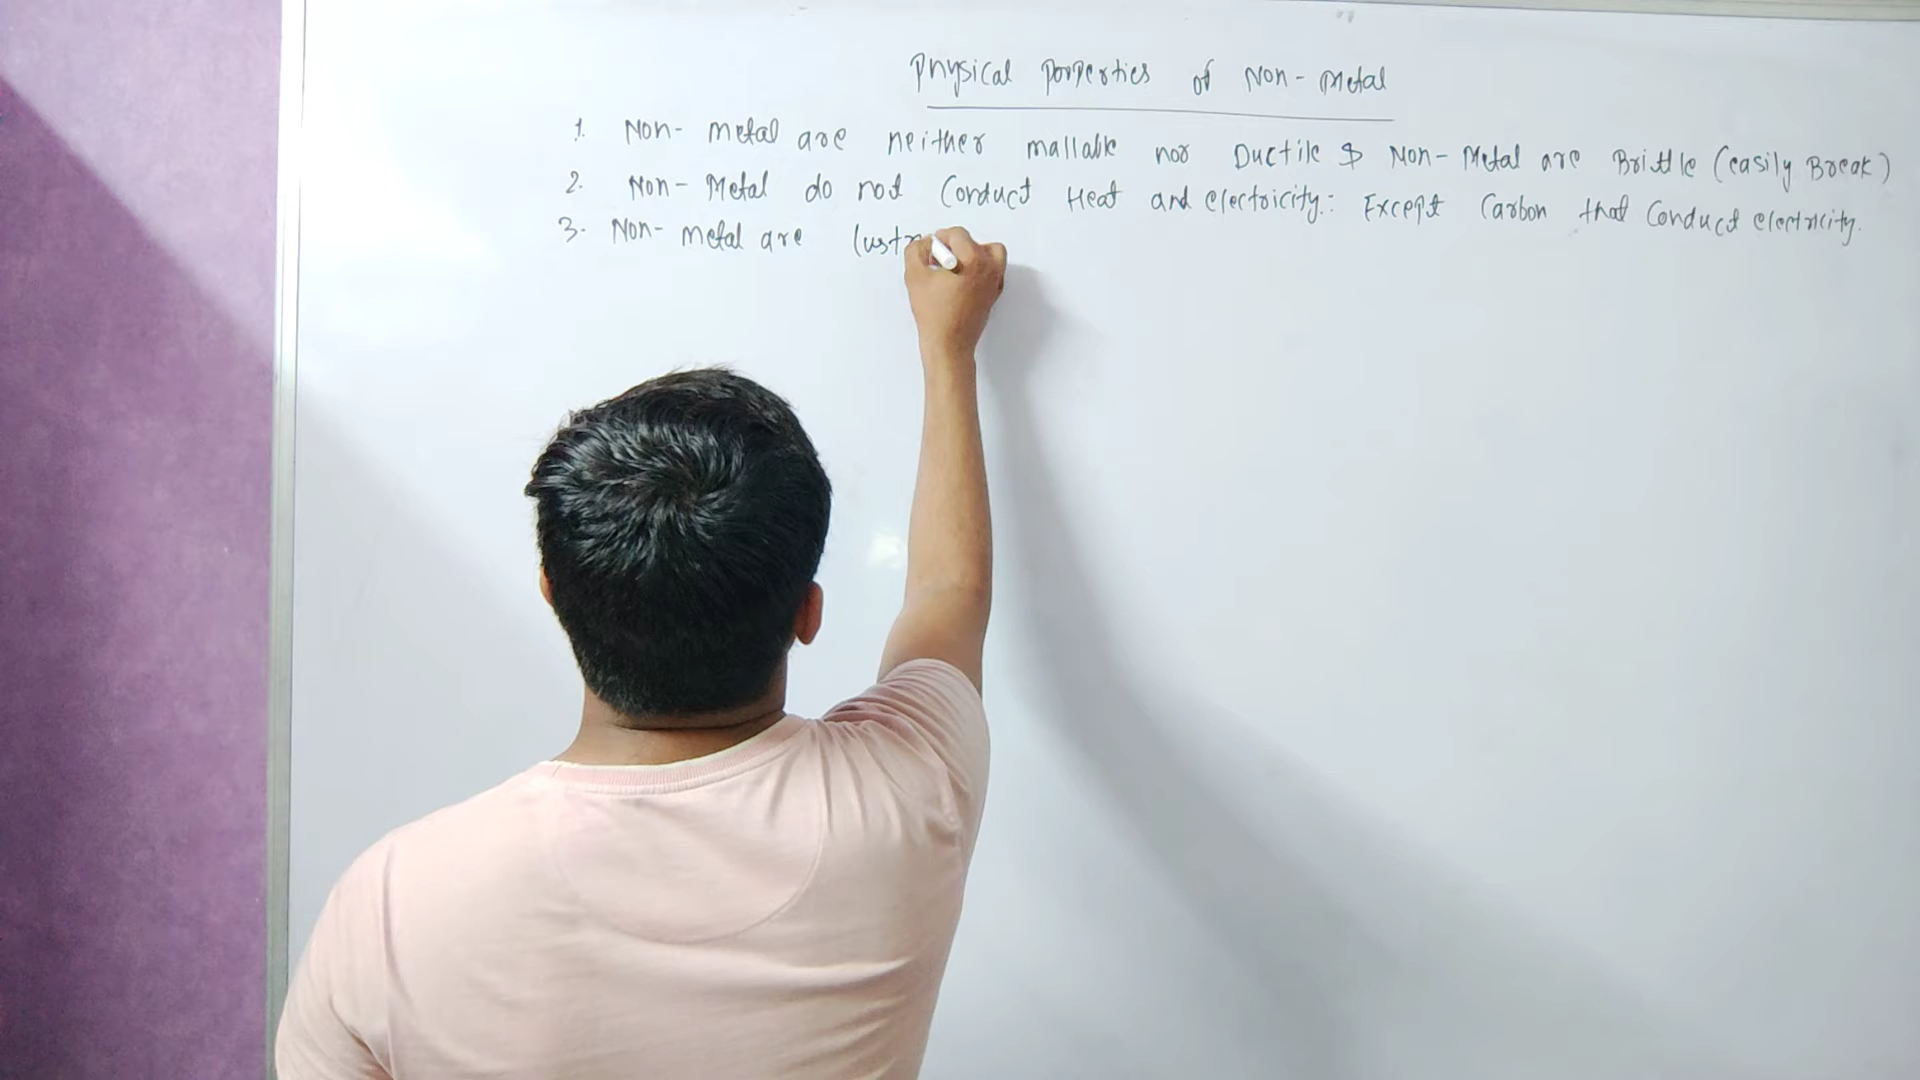 Physical Properties of Non-Metal
1. Non-metal are neither mallable nor Ductile & Non-Metal are Brittle (easily Break)
2. Non-Metal do not Conduct Heat and electricity: Except Carbon that Conduct electricity.
3. Non-metal are lustr